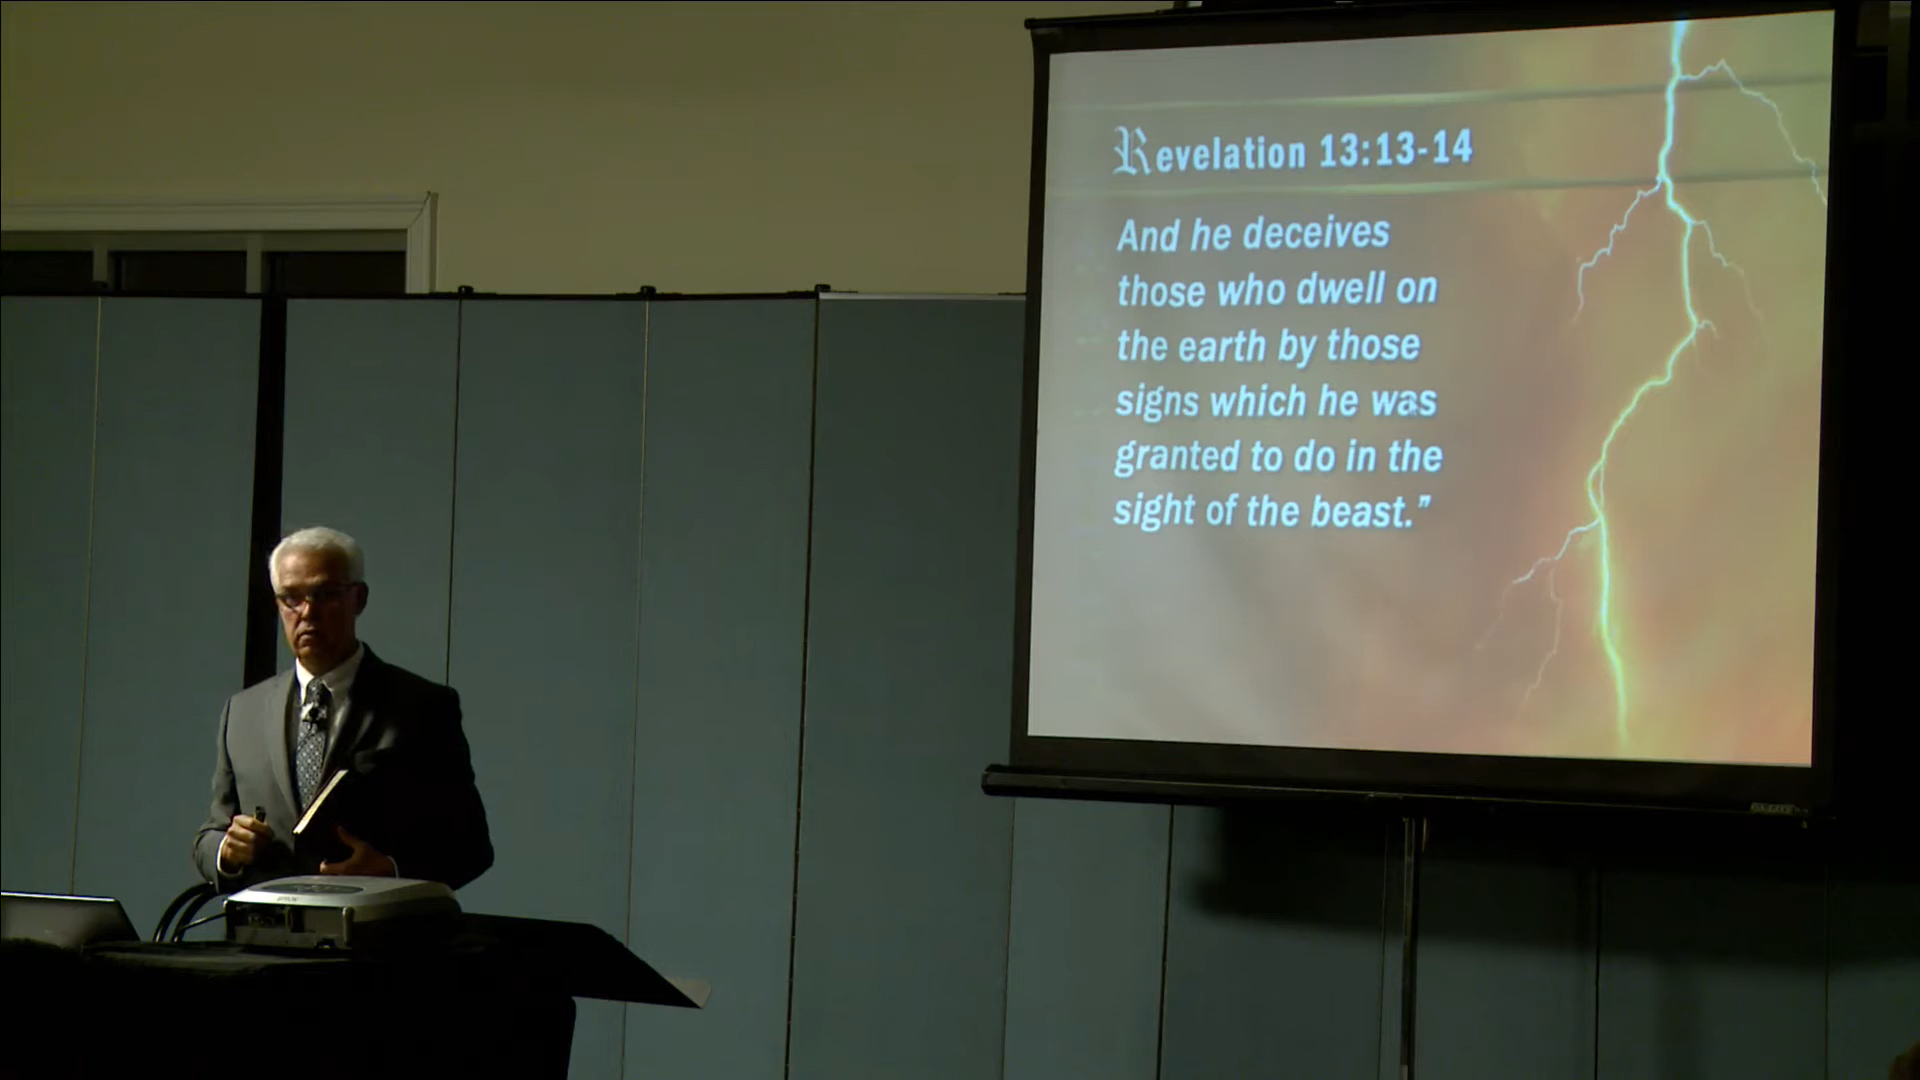 Revelation 13:13-14
And he deceives
those who dwell on
the earth by those
signs which he was
granted to do in the
sight of the beast.”
EPSON